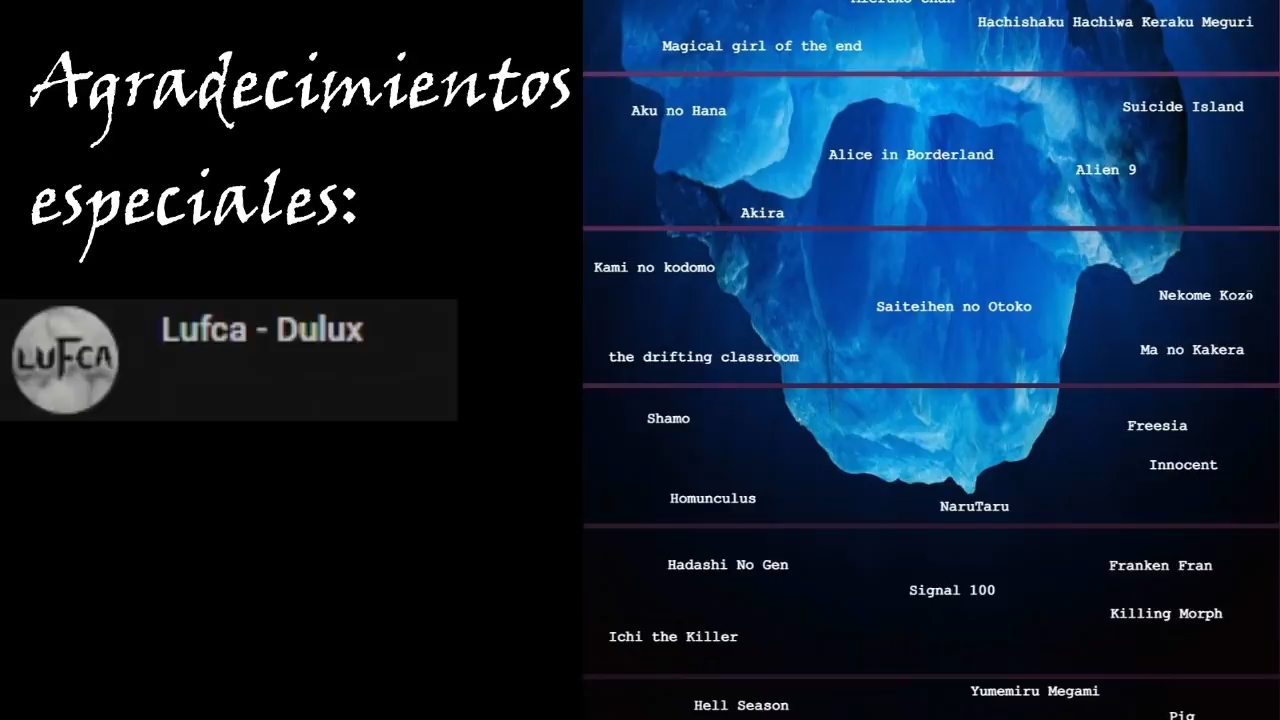 Agradecimientos
especiales:
LUFCA
Lufca - Dulux
Hachishaku Hachiwa Keraku Meguri
Magical girl of the end
Aku no Hana
Suicide Island
Alice in Borderland
Alien 9
Akira
Kami no kodomo
Nekome Kozō
Saiteihen no Otoko
Ma no Kakera
the drifting classroom
Shamo
Freesia
Innocent
Homunculus
NaruTaru
Hadashi No Gen
Franken Fran
Signal 100
Killing Morph
Ichi the Killer
Yumemiru Megami
Hell Season
Pig